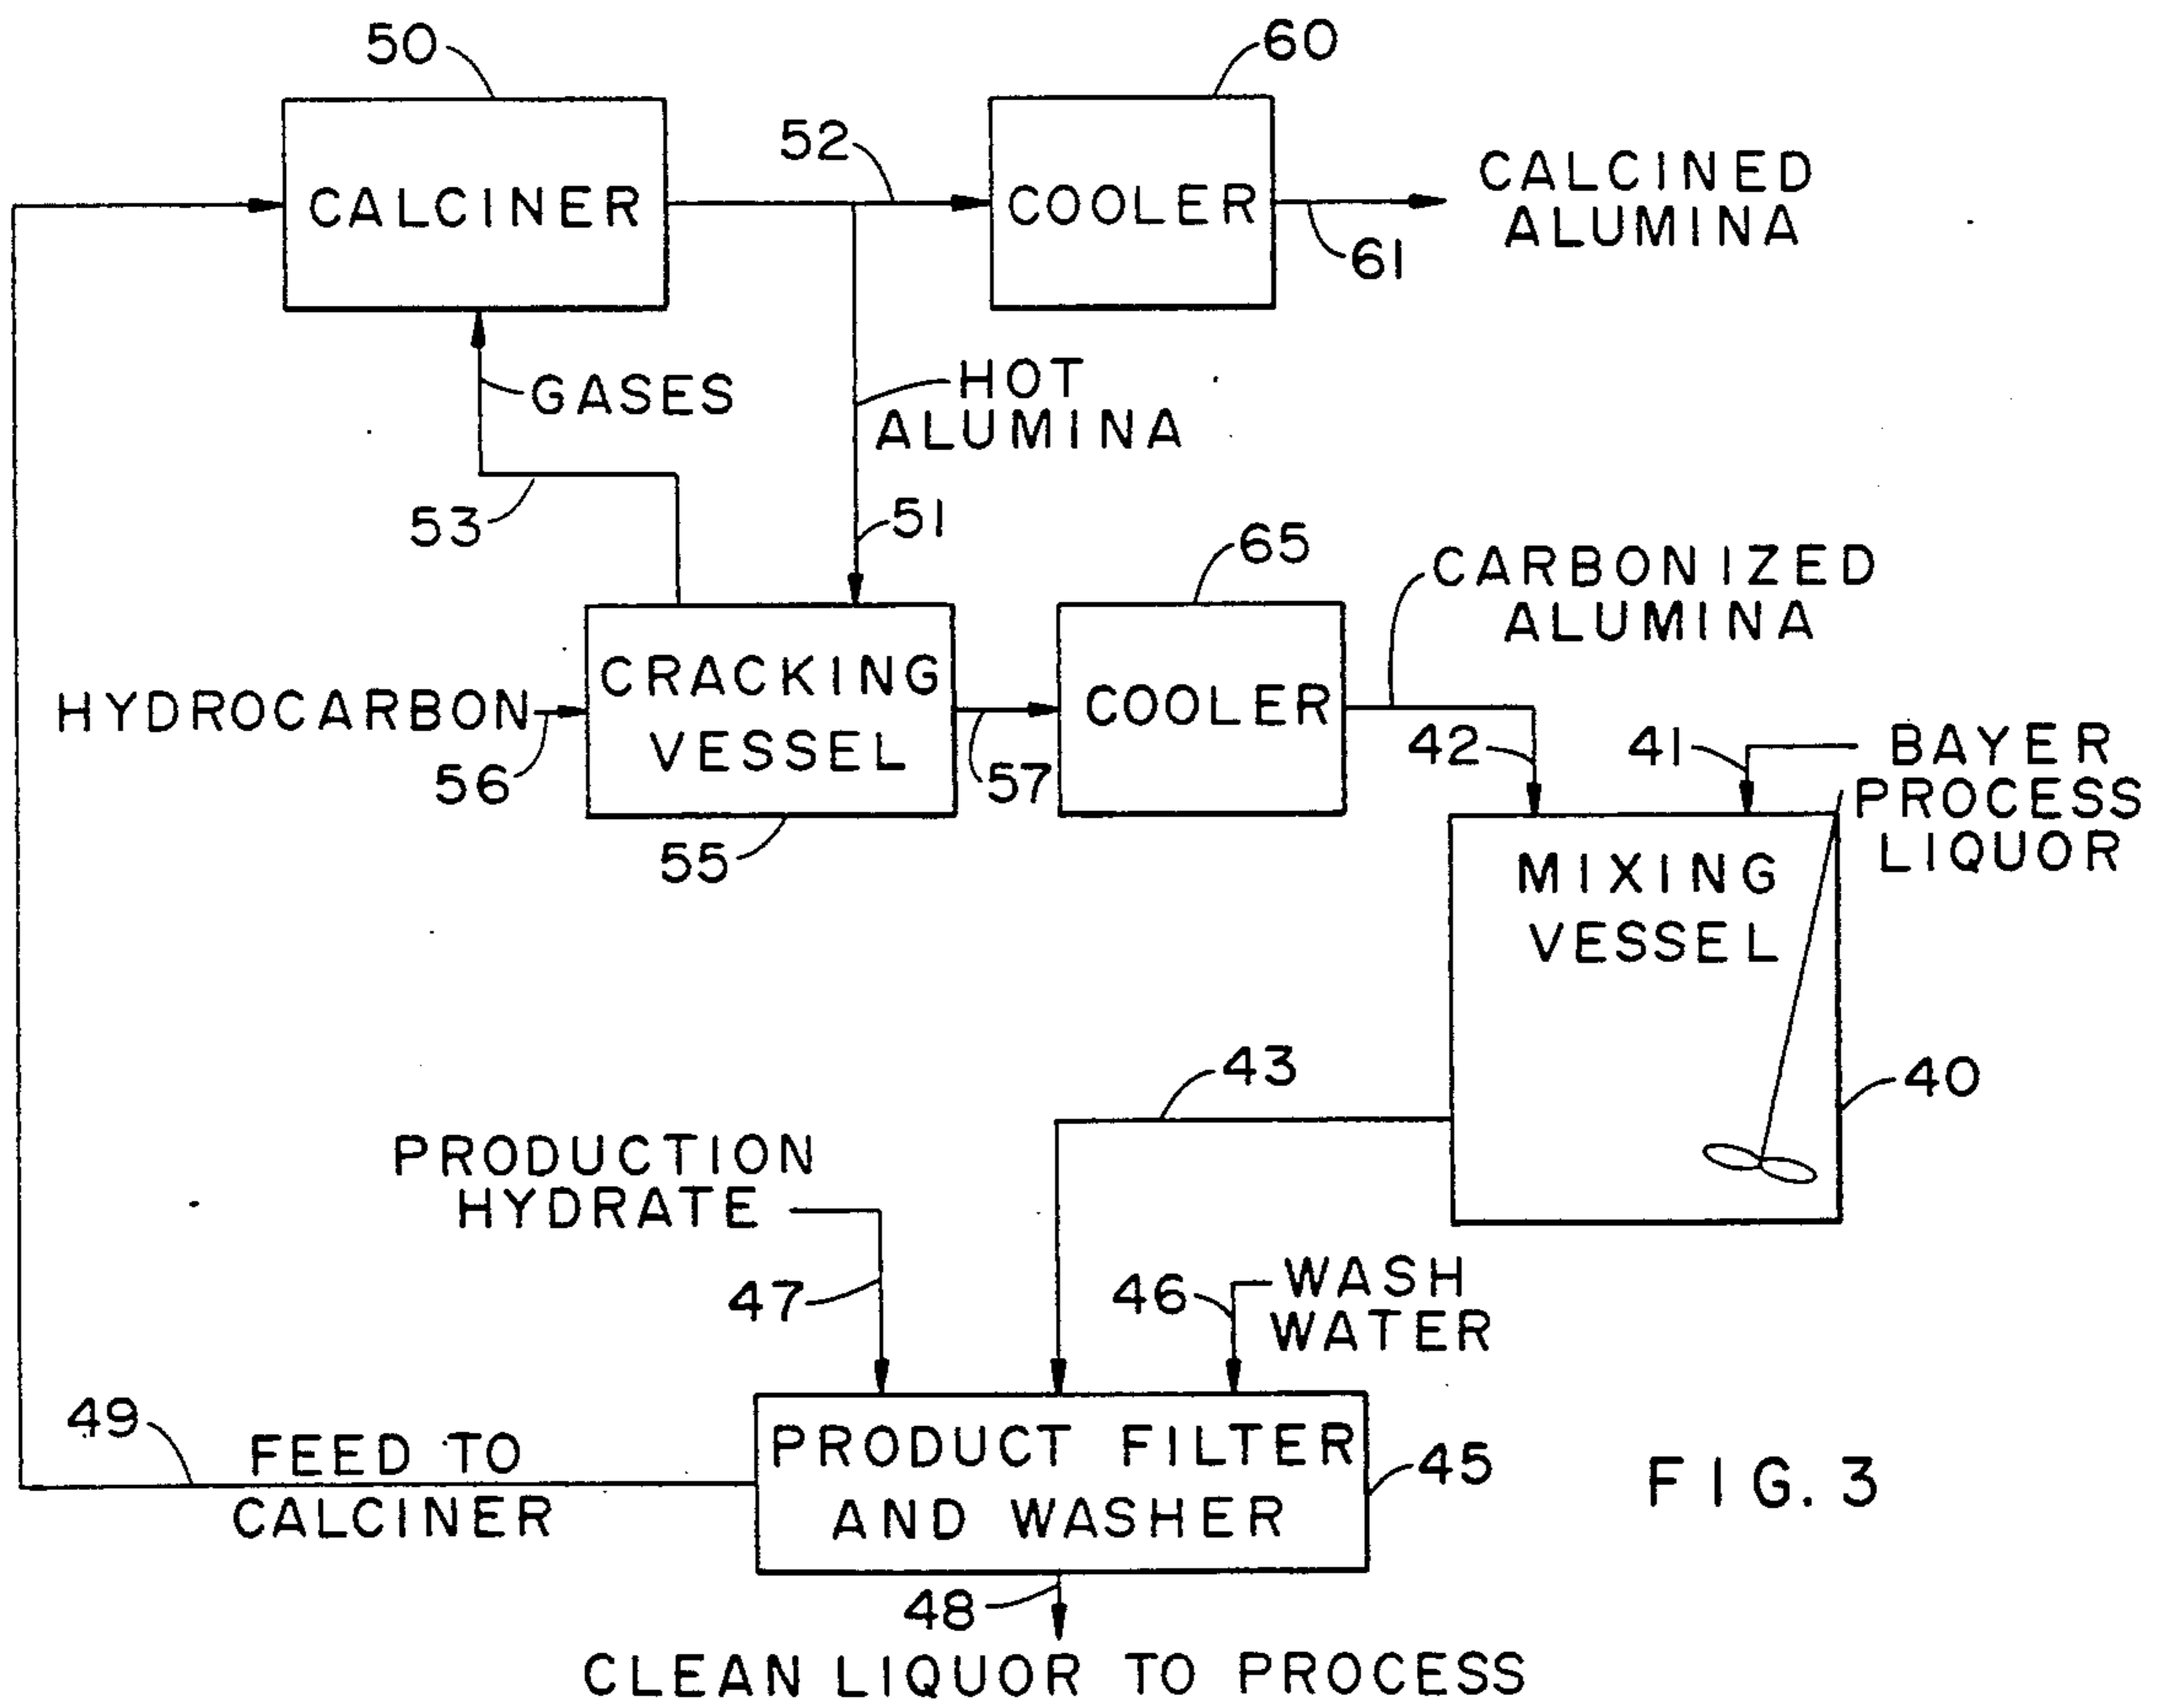 50
60
52
CALCINER
COOLER
CALCINED
ALUMINA
61
GASES
HOT
ALUMINA
53
51
65
CARBONIZED
ALUMINA
HYDROCARBON
CRACKING
VESSEL
COOLER
56
57
42
41
BAYER
PROCESS
LIQUOR
55
MIXING
VESSEL
43
40
PRODUCTION
HYDRATE
47
46
WASH
WATER
49
FEED TO
CALCINER
PRODUCT FILTER
AND WASHER
45
FIG. 3
48
CLEAN LIQUOR TO PROCESS